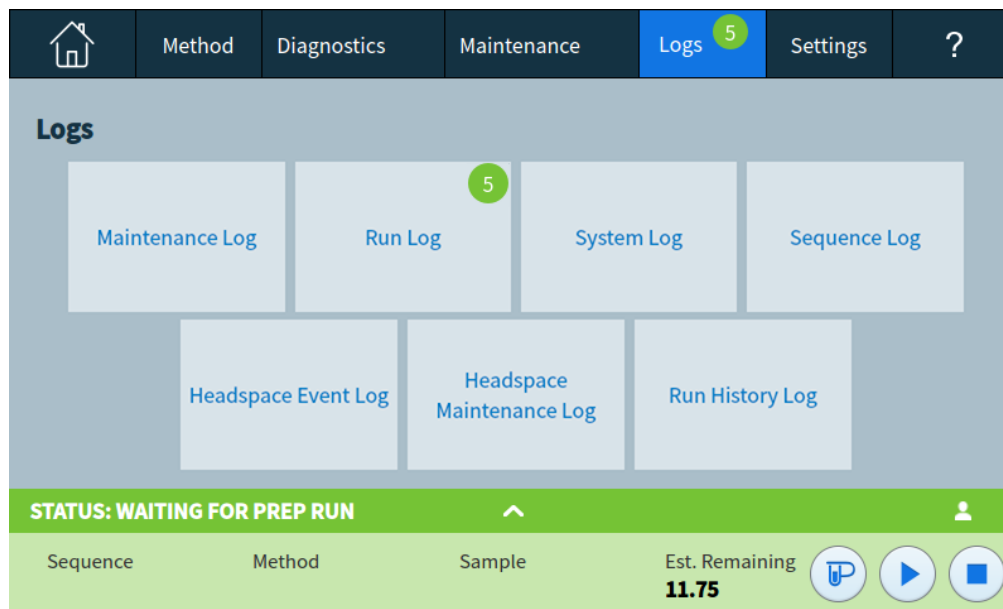 Method Diagnostics Maintenance Logs 5 Settings ?
Logs
Maintenance Log
5
Run Log
System Log
Sequence Log
Headspace Event Log
Headspace
Maintenance Log
Run History Log
STATUS: WAITING FOR PREP RUN
Sequence Method Sample Est. Remaining
11.75